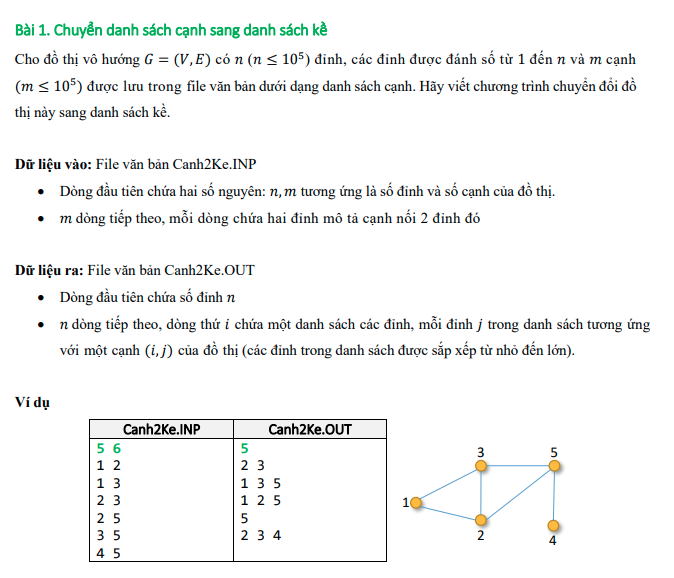 Bài 1. Chuyển danh sách cạnh sang danh sách kề
Cho đồ thị vô hướng G = (V, E) có n (n ≤ 10⁵) đỉnh, các đỉnh được đánh số từ 1 đến n và m cạnh
(m ≤ 10⁵) được lưu trong file văn bản dưới dạng danh sách cạnh. Hãy viết chương trình chuyển đổi đồ
thị này sang danh sách kề.
Dữ liệu vào: File văn bản Canh2Ke.INP
• Dòng đầu tiên chứa hai số nguyên: n, m tương ứng là số đỉnh và số cạnh của đồ thị.
• m dòng tiếp theo, mỗi dòng chứa hai đỉnh mô tả cạnh nối 2 đỉnh đó
Dữ liệu ra: File văn bản Canh2Ke.OUT
• Dòng đầu tiên chứa số đỉnh n
• n dòng tiếp theo, dòng thứ i chứa một danh sách các đỉnh, mỗi đỉnh j trong danh sách tương ứng
với một cạnh (i, j) của đồ thị (các đỉnh trong danh sách được sắp xếp từ nhỏ đến lớn).
Ví dụ
Canh2Ke.INP Canh2Ke.OUT
5 6 5
1 2 2 3
1 3 1 3 5
2 3 1 2 5
2 5 5
3 5 2 3 4
4 5
3 5
1
2 4